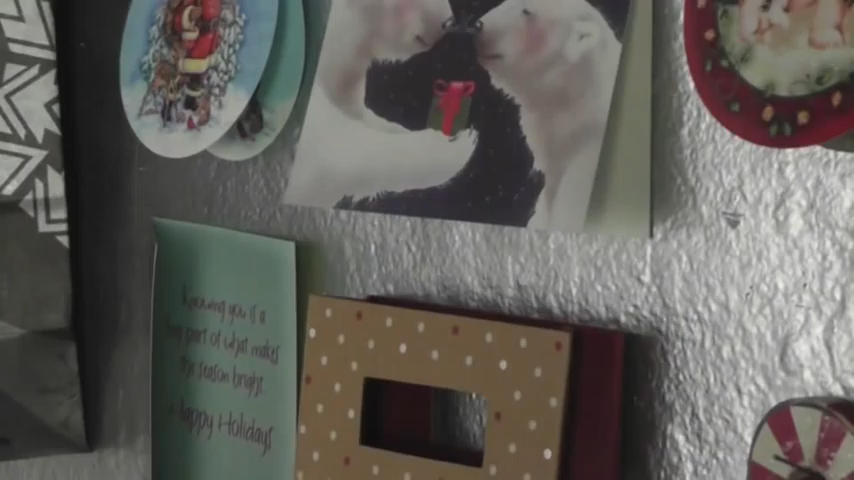 Knowing you is a
big part of what makes
the season bright.
Happy Holidays